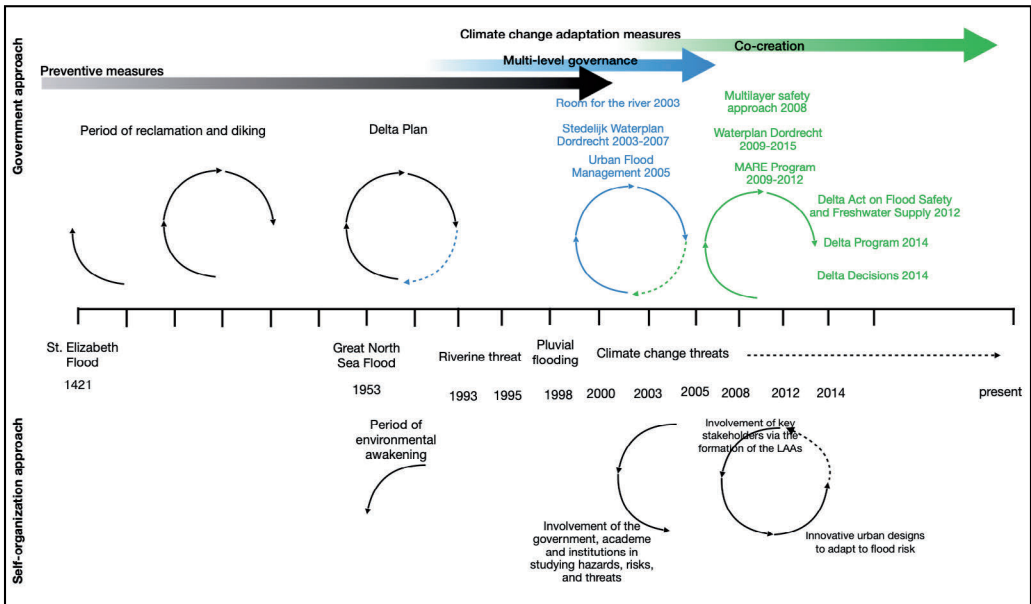 Government approach
Climate change adaptation measures
Co-creation
Multi-level governance
Preventive measures
Period of reclamation and diking
Delta Plan
Room for the river 2003
Stedelijk Waterplan
Dordrecht 2003-2007
Urban Flood
Management 2005
Multilayer safety
approach 2008
Waterplan Dordrecht
2009-2015
MARE Program
2009-2012
Delta Act on Flood Safety
and Freshwater Supply 2012
Delta Program 2014
Delta Decisions 2014
St. Elizabeth
Flood
1421
Great North
Sea Flood
1953
Riverine threat
Pluvial
flooding
Climate change threats
1993
1995
1998
2000
2003
2005
2008
2012
2014
present
Self-organization approach
Period of
environmental
awakening
Involvement of the
government, academe
and institutions in
studying hazards, risks,
and threats
Involvement of key
stakeholders via the
formation of the LAAs
Innovative urban designs
to adapt to flood risk